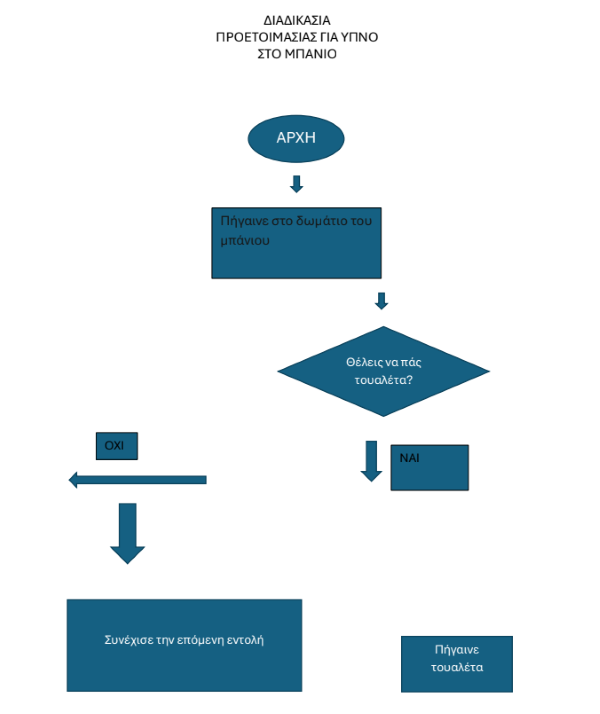 ΔΙΑΔΙΚΑΣΙΑ
ΠΡΟΕΤΟΙΜΑΣΙΑΣ ΓΙΑ ΥΠΝΟ
ΣΤΟ ΜΠΑΝΙΟ
ΑΡΧΗ
Πήγαινε στο δωμάτιο του
μπάνιου
Θέλεις να πάς
τουαλέτα?
ΟΧΙ
ΝΑΙ
Συνέχισε την επόμενη εντολή
Πήγαινε
τουαλέτα